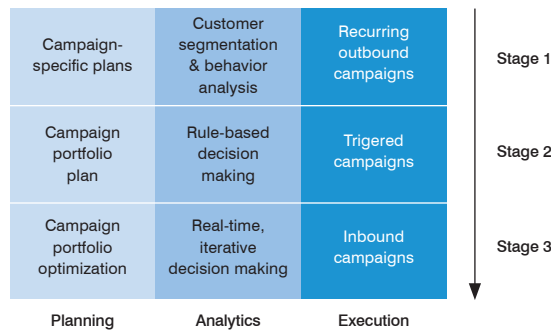 Campaign-
specific plans
Customer
segmentation
& behavior
analysis
Recurring
outbound
campaigns
Stage 1
Campaign
portfolio
plan
Rule-based
decision
making
Trigered
campaigns
Stage 2
Campaign
portfolio
optimization
Real-time,
iterative
decision making
Inbound
campaigns
Stage 3
Planning
Analytics
Execution